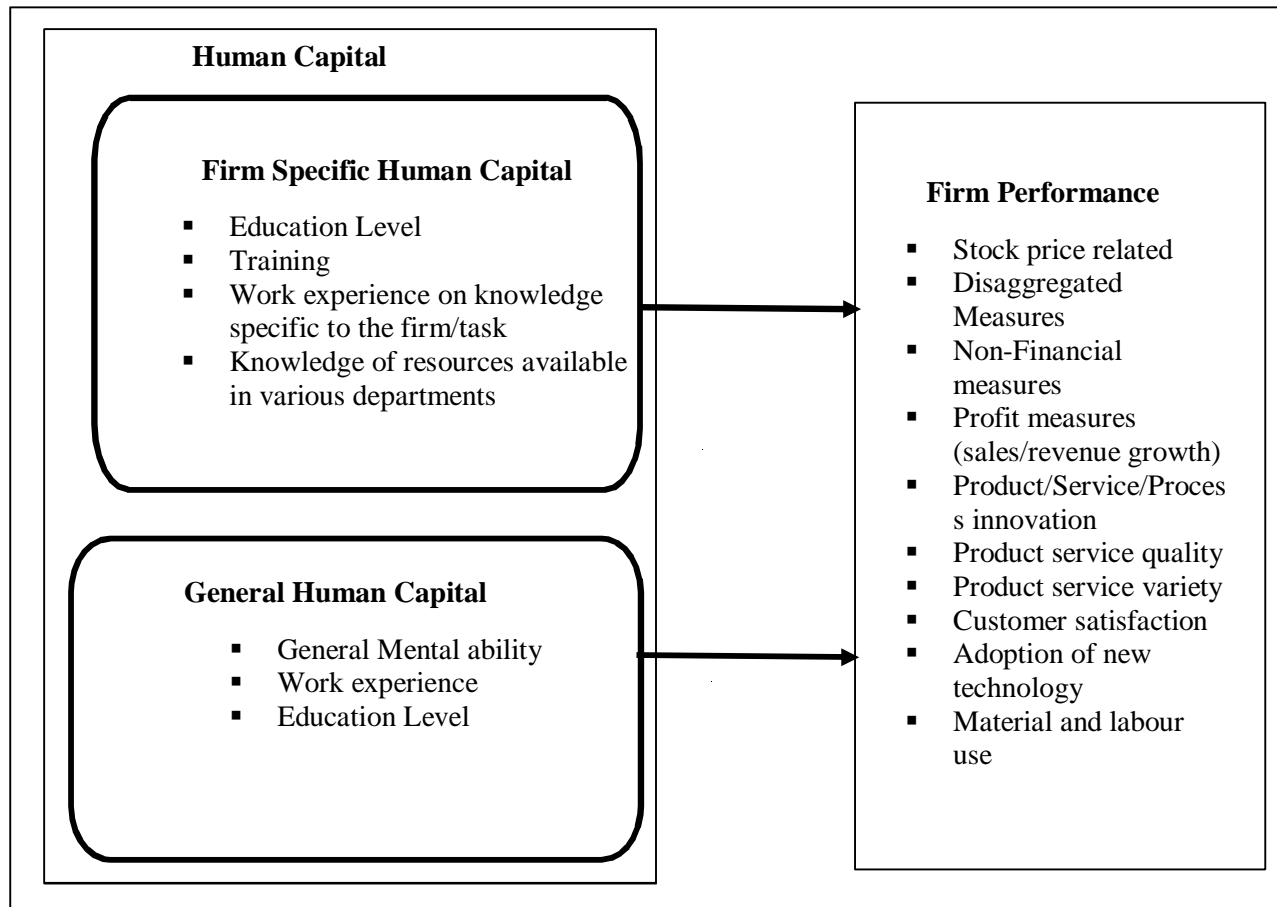 Human Capital
Firm Specific Human Capital
▪ Education Level
▪ Training
▪ Work experience on knowledge
specific to the firm/task
▪ Knowledge of resources available
in various departments
General Human Capital
▪ General Mental ability
▪ Work experience
▪ Education Level
Firm Performance
▪ Stock price related
▪ Disaggregated
Measures
▪ Non-Financial
measures
▪ Profit measures
(sales/revenue growth)
▪ Product/Service/Proces
s innovation
▪ Product service quality
▪ Product service variety
▪ Customer satisfaction
▪ Adoption of new
technology
▪ Material and labour
use